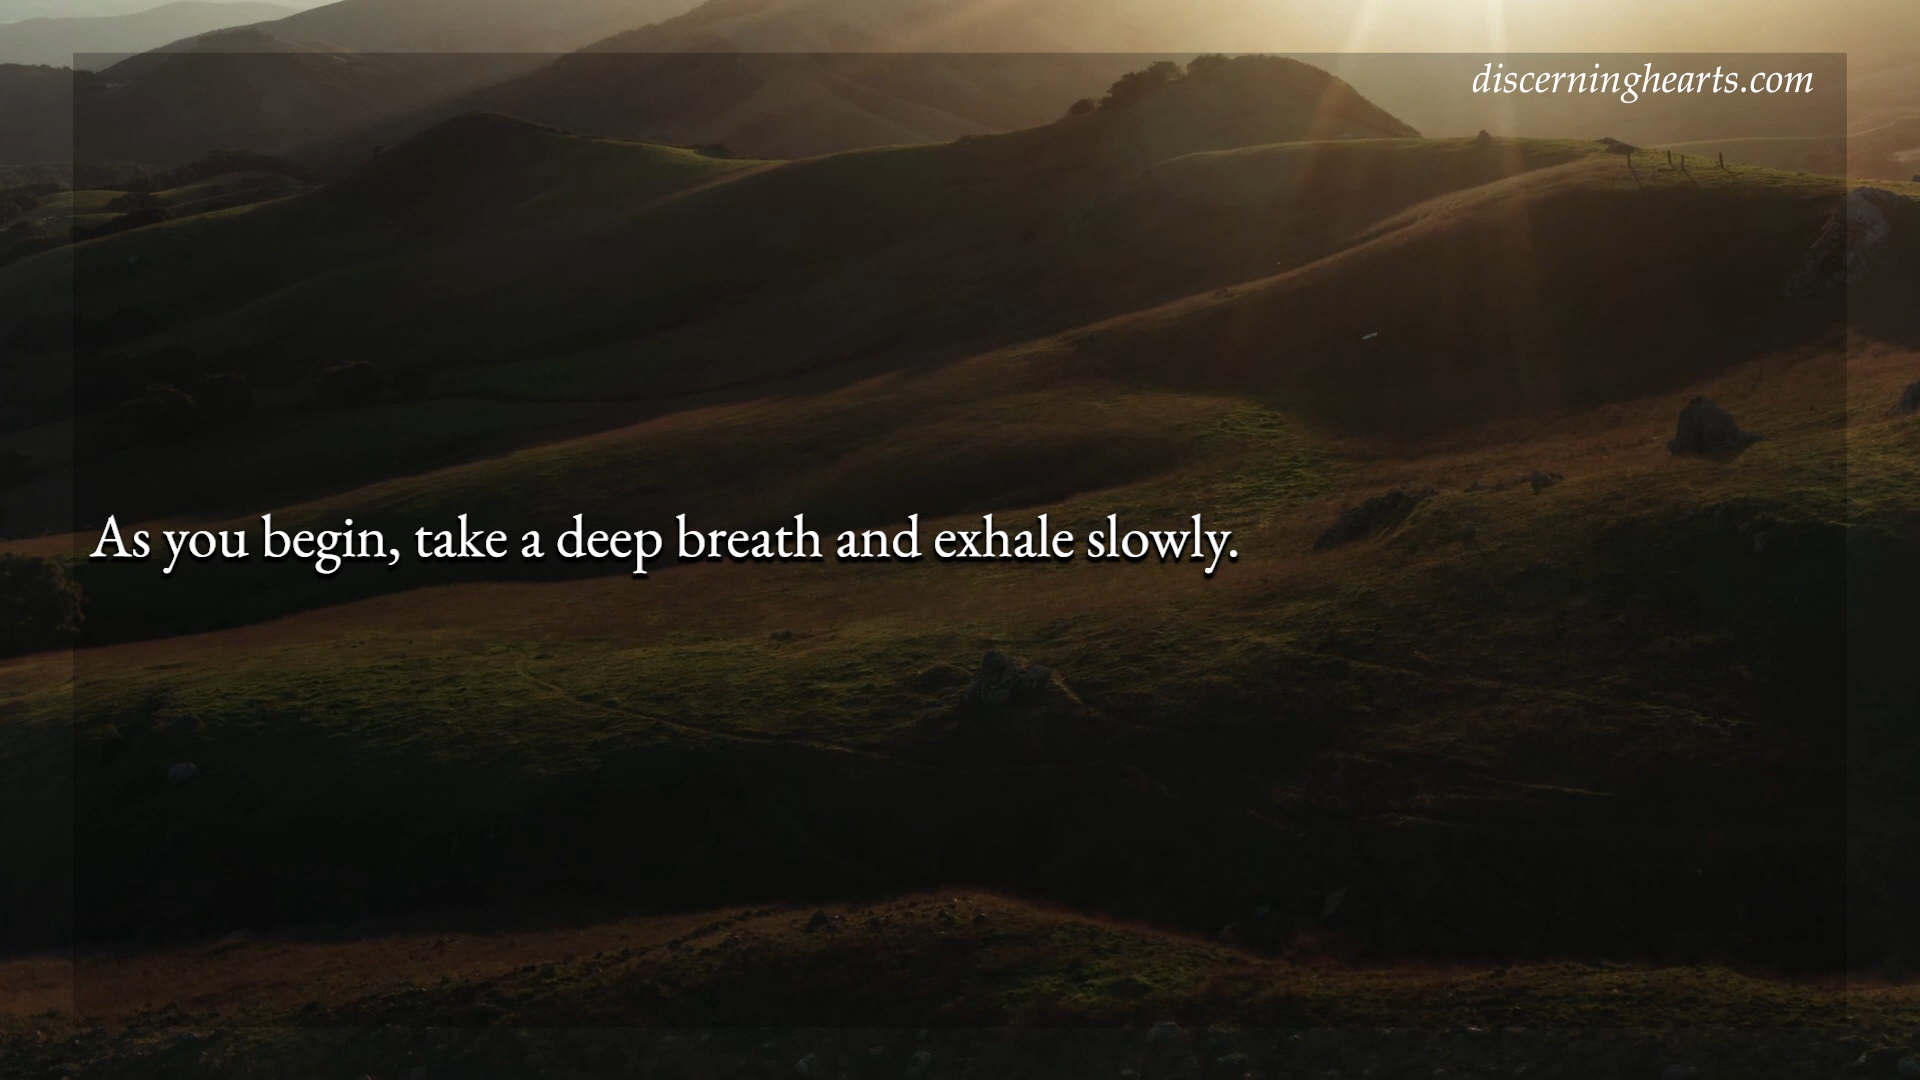 discerninghearts.com
As you begin, take a deep breath and exhale slowly.